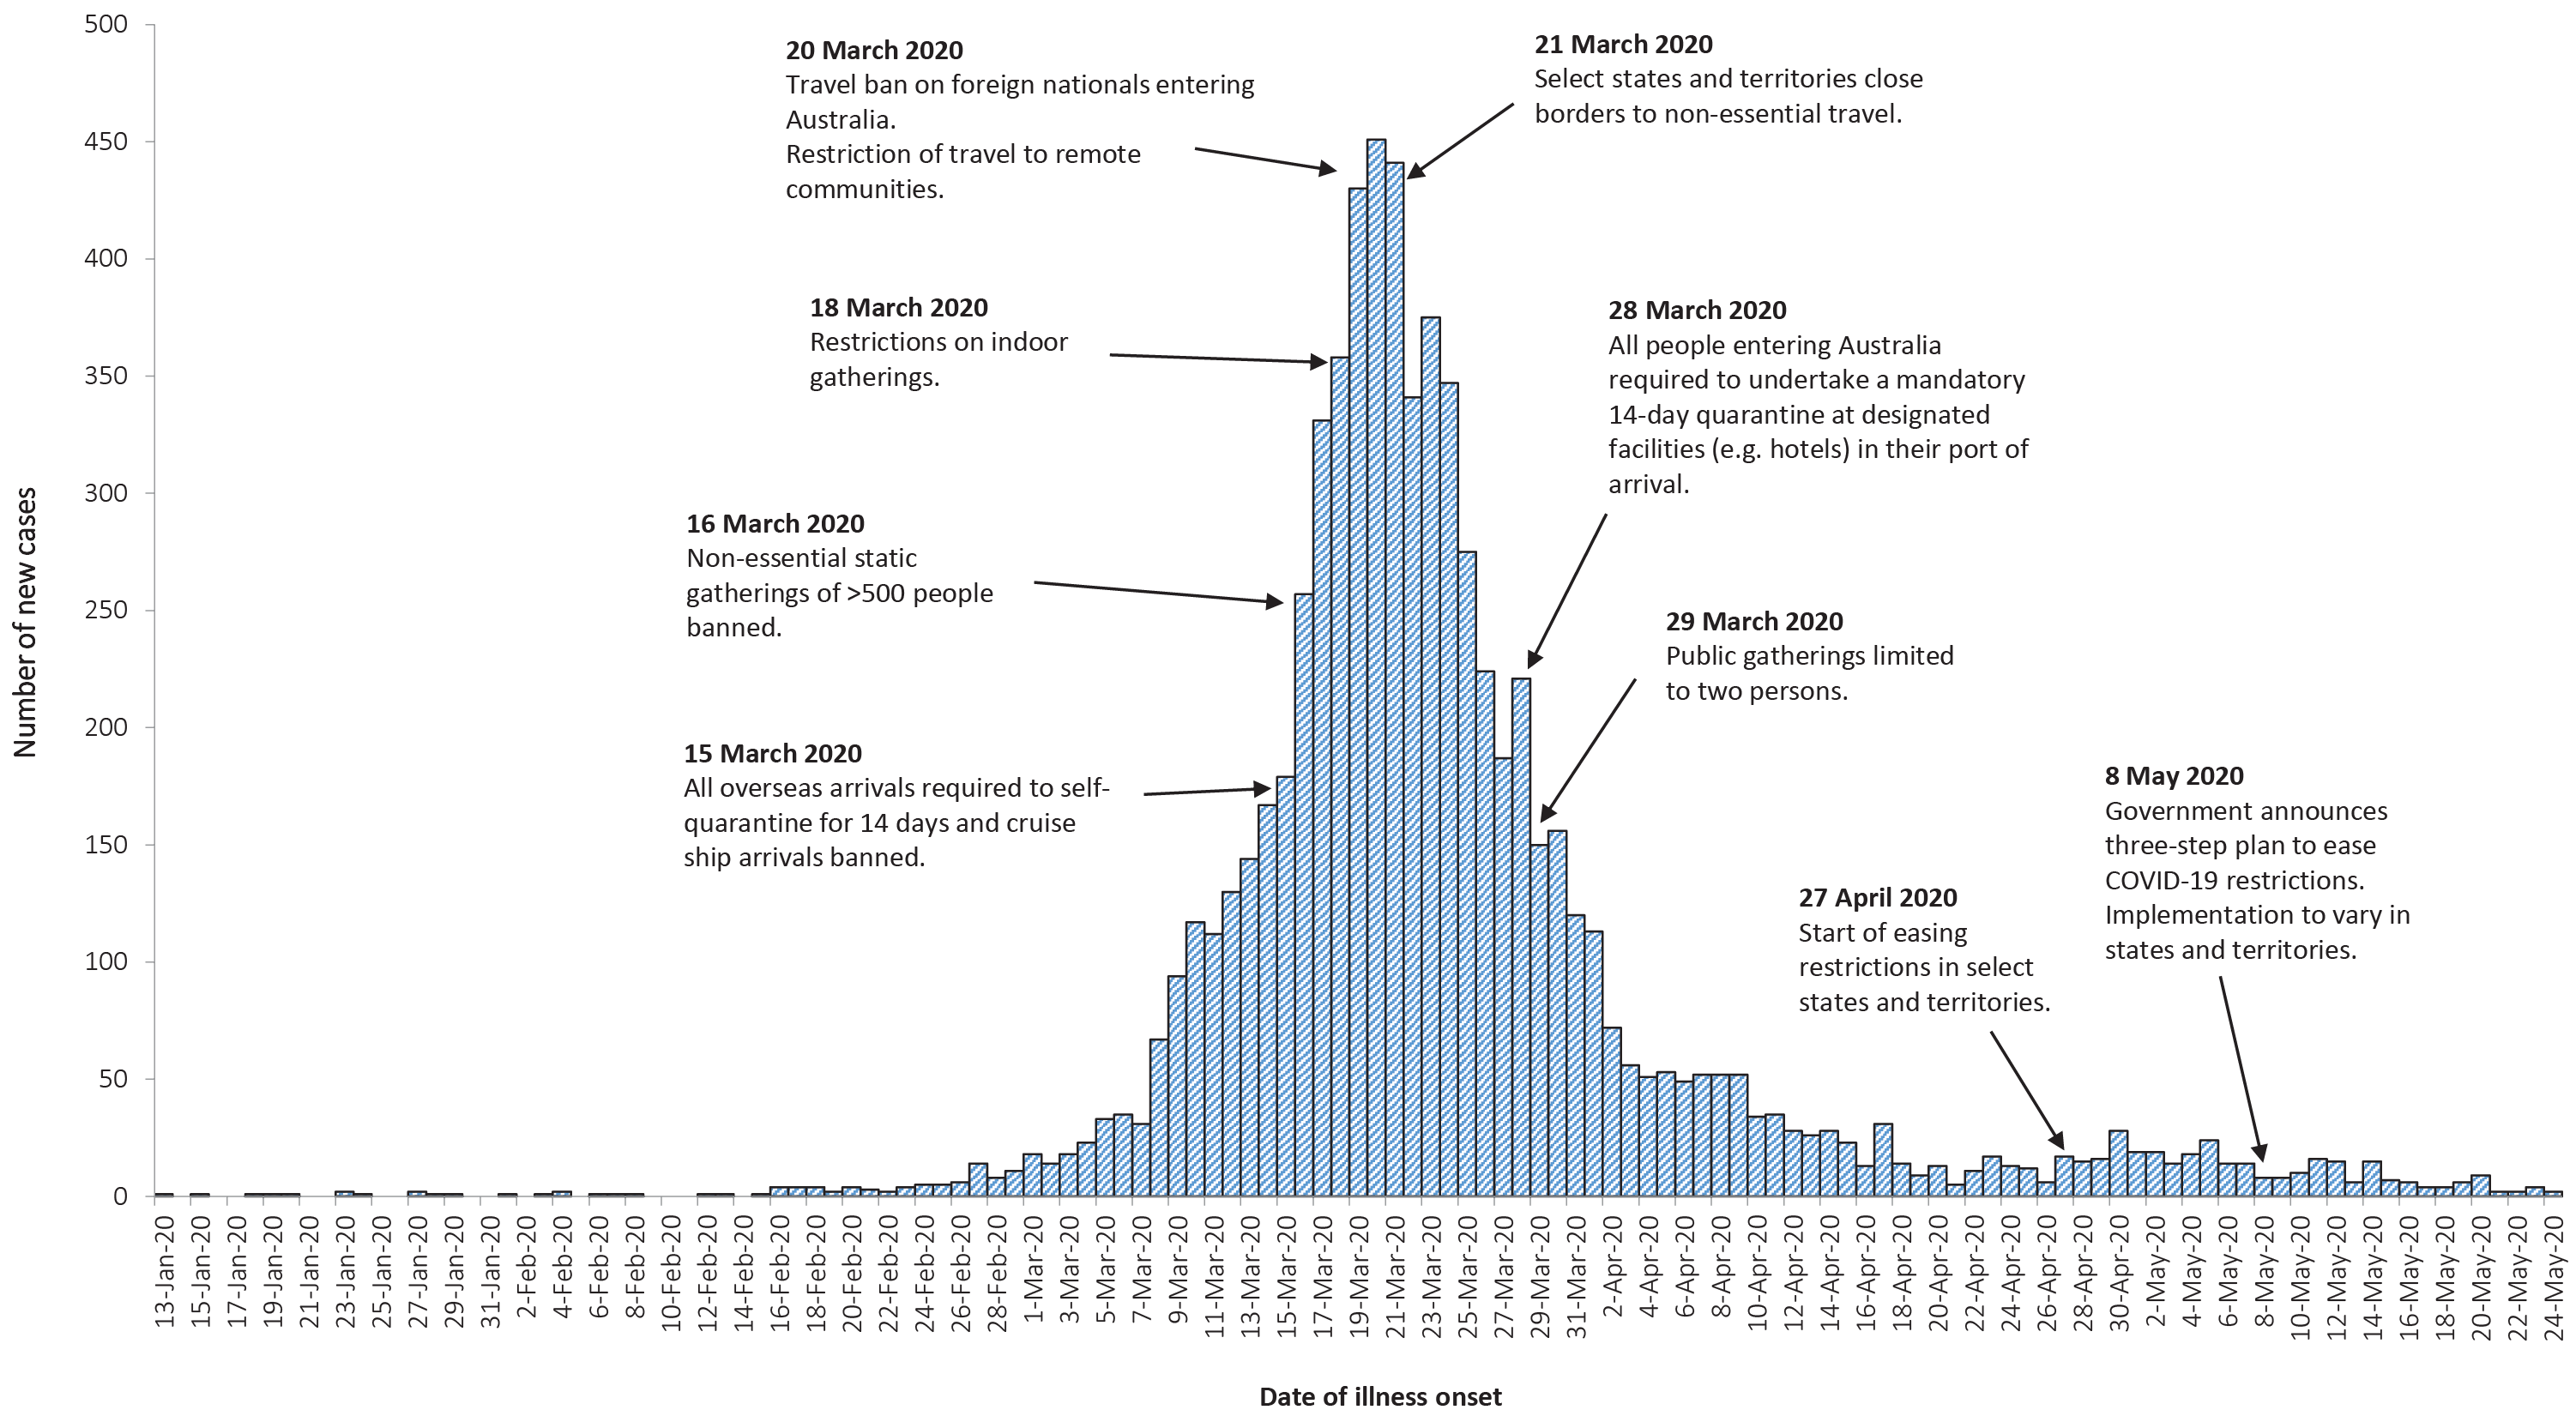 500
450
400
350
300
250
200
150
100
50
0
Number of new cases
20 March 2020
Travel ban on foreign nationals entering
Australia.
Restriction of travel to remote
communities.
21 March 2020
Select states and territories close
borders to non-essential travel.
18 March 2020
Restrictions on indoor
gatherings.
28 March 2020
All people entering Australia
required to undertake a mandatory
14-day quarantine at designated
facilities (e.g. hotels) in their port of
arrival.
16 March 2020
Non-essential static
gatherings of >500 people
banned.
29 March 2020
Public gatherings limited
to two persons.
15 March 2020
All overseas arrivals required to self-
quarantine for 14 days and cruise
ship arrivals banned.
8 May 2020
Government announces
three-step plan to ease
COVID-19 restrictions.
Implementation to vary in
states and territories.
27 April 2020
Start of easing
restrictions in select
states and territories.
13-Jan-20
15-Jan-20
17-Jan-20
19-Jan-20
21-Jan-20
23-Jan-20
25-Jan-20
27-Jan-20
29-Jan-20
31-Jan-20
2-Feb-20
4-Feb-20
6-Feb-20
8-Feb-20
10-Feb-20
12-Feb-20
14-Feb-20
16-Feb-20
18-Feb-20
20-Feb-20
22-Feb-20
24-Feb-20
26-Feb-20
28-Feb-20
1-Mar-20
3-Mar-20
5-Mar-20
7-Mar-20
9-Mar-20
11-Mar-20
13-Mar-20
15-Mar-20
17-Mar-20
19-Mar-20
21-Mar-20
23-Mar-20
25-Mar-20
27-Mar-20
29-Mar-20
31-Mar-20
2-Apr-20
4-Apr-20
6-Apr-20
8-Apr-20
10-Apr-20
12-Apr-20
14-Apr-20
16-Apr-20
18-Apr-20
20-Apr-20
22-Apr-20
24-Apr-20
26-Apr-20
28-Apr-20
30-Apr-20
2-May-20
4-May-20
6-May-20
8-May-20
10-May-20
12-May-20
14-May-20
16-May-20
18-May-20
20-May-20
22-May-20
24-May-20
Date of illness onset